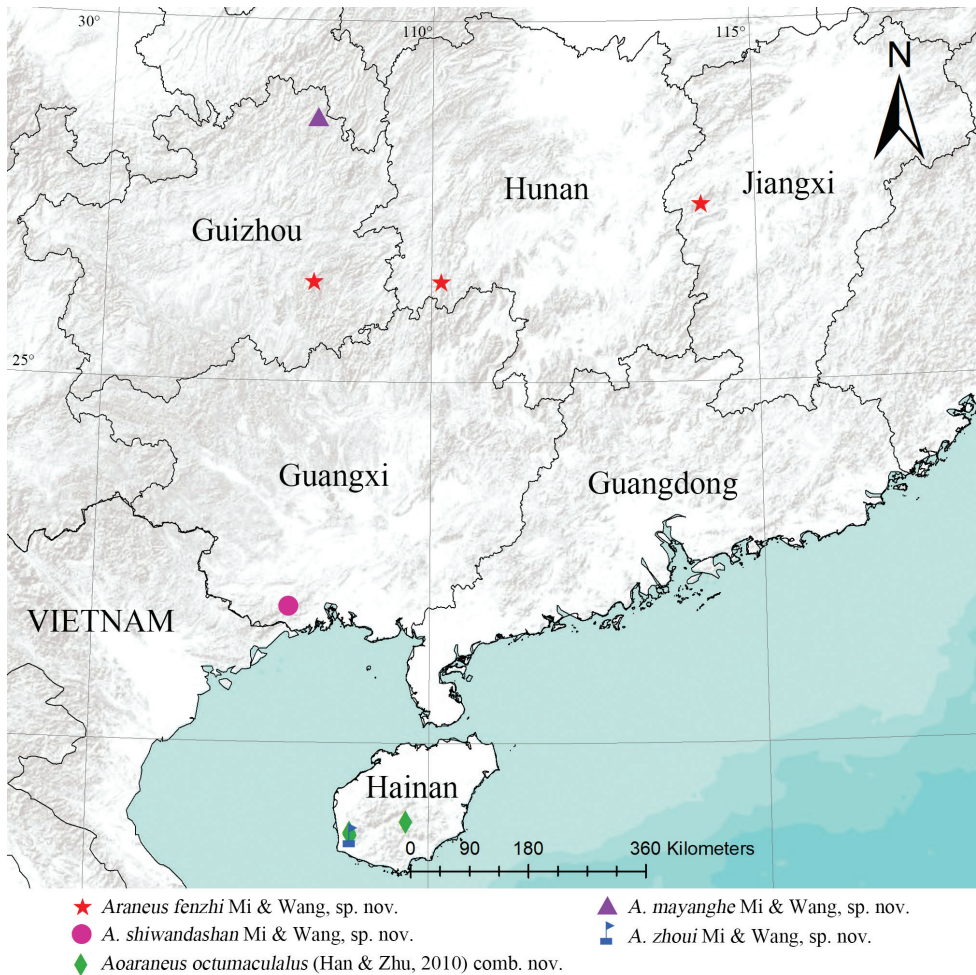 30°
110°
115°
N
Hunan
Jiangxi
Guizhou
25°
Guangxi
Guangdong
VIETNAM
Hainan
0 90 180 360 Kilometers
Araneus fenzhi Mi & Wang, sp. nov.
A. mayanghe Mi & Wang, sp. nov.
A. shiwandashan Mi & Wang, sp. nov.
A. zhoui Mi & Wang, sp. nov.
Aoaraneus octumaculalus (Han & Zhu, 2010) comb. nov.